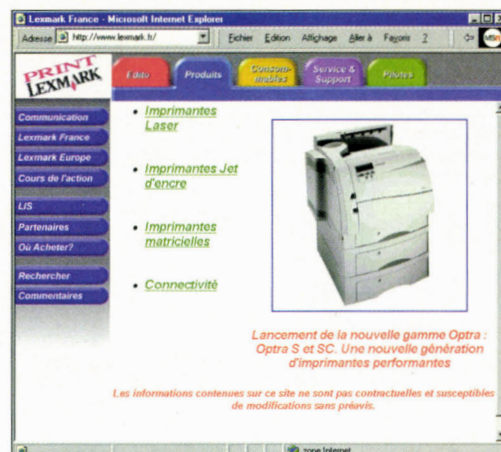 Lexmark France - Microsoft Internet Explorer
Adresse http://www.lexmark.fr/ Fichier Edition Affichage Aller à Favoris ?
PRINT LEXMARK
Edito Produits Consom-mables Service & Support Pilotes
Communication
Lexmark France
Lexmark Europe
Cours de l'action
LIS
Partenaires
Où Acheter?
Rechercher
Commentaires
• Imprimantes
Laser
• Imprimantes Jet
d'encre
• Imprimantes
matricielles
• Connectivité
Lancement de la nouvelle gamme Optra :
Optra S et SC. Une nouvelle génération
d'imprimantes performantes
Les informations contenues sur ce site ne sont pas contractuelles et susceptibles
de modifications sans préavis.
zone Internet